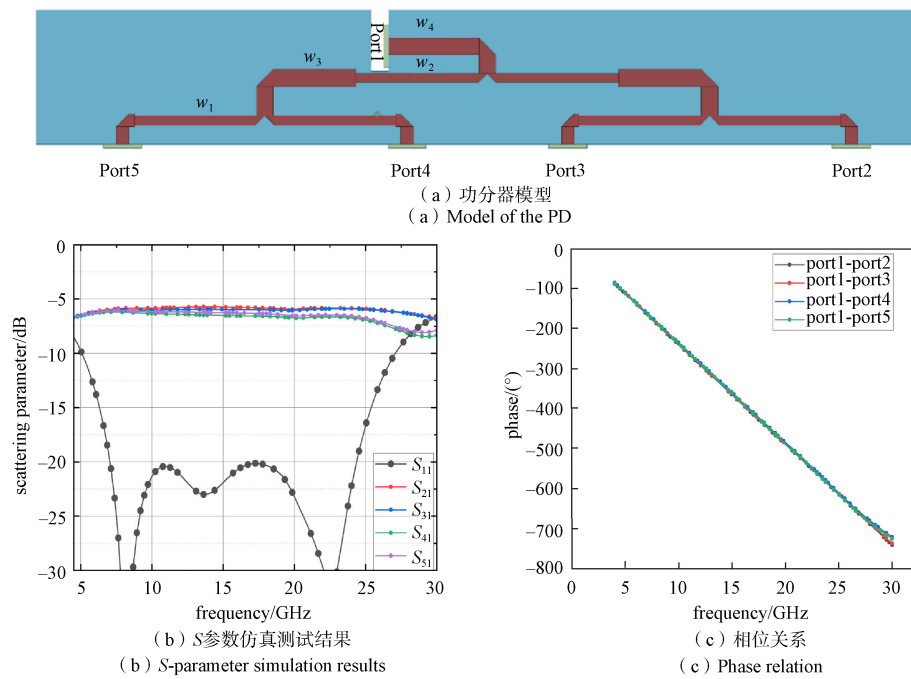 w4
Port1
w3
w2
w1
Port5
Port4
Port3
Port2
（a）功分器模型
（a）Model of the PD
0
−5
−10
−15
−20
−25
−30
scattering parameter/dB
S11
S21
S31
S41
S51
5
10
15
20
25
30
frequency/GHz
（b）S参数仿真测试结果
（b）S-parameter simulation results
0
−100
−200
−300
−400
−500
−600
−700
−800
phase/(°)
port1-port2
port1-port3
port1-port4
port1-port5
0
5
10
15
20
25
30
frequency/GHz
（c）相位关系
（c）Phase relation